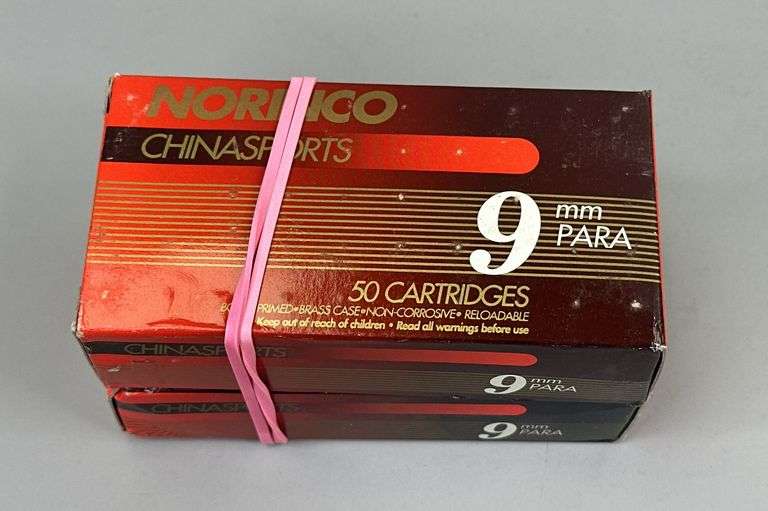 NORINCO
CHINASPORTS
9 mm
PARA
50 CARTRIDGES
PRIMED•BRASS CASE•NON-CORROSIVE•RELOADABLE
Keep out of reach of children • Read all warnings before use
CHINASPORTS
9 mm
PARA
CHINASPORTS
9 mm
PARA